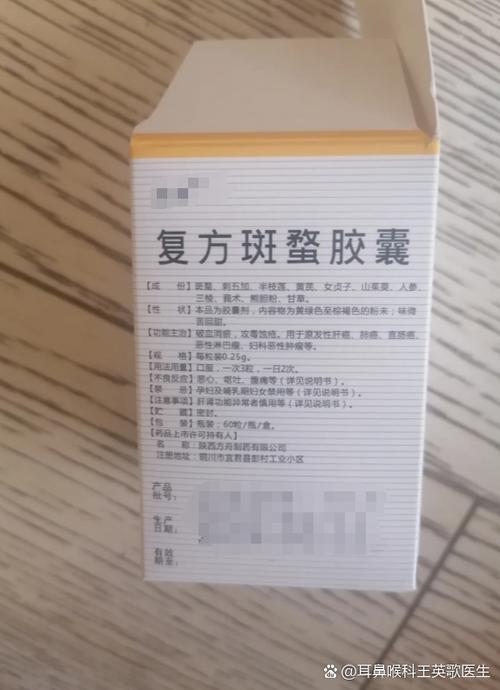 复方斑蝥胶囊
【成　份】斑蝥、刺五加、半枝莲、黄芪、女贞子、山茱萸、人参、
三棱、莪术、熊胆粉、甘草。
【性　状】本品为胶囊剂，内容物为黄绿色至棕褐色的粉末；味微
苦回甜。
【功能主治】破血消瘀，攻毒蚀疮。用于原发性肝癌、肺癌、直肠癌、
恶性淋巴瘤、妇科恶性肿瘤等。
【规　格】每粒装0.25g。
【用法用量】口服，一次3粒，一日2次。
【不良反应】恶心、呕吐、腹痛等（详见说明书）。
【禁　忌】孕妇及哺乳期妇女禁用等（详见说明书）。
【注意事项】肝肾功能异常者慎用等（详见说明书）。
【贮　藏】密封。
【包　装】瓶装；60粒/瓶/盒。
【药品上市许可持有人】
名　称：陕西方舟制药有限公司
注册地址：铜川市宜君县彭村工业小区
产品
批号：
生产
日期：
有效
期至：
百家号/耳鼻喉科王英歌医生